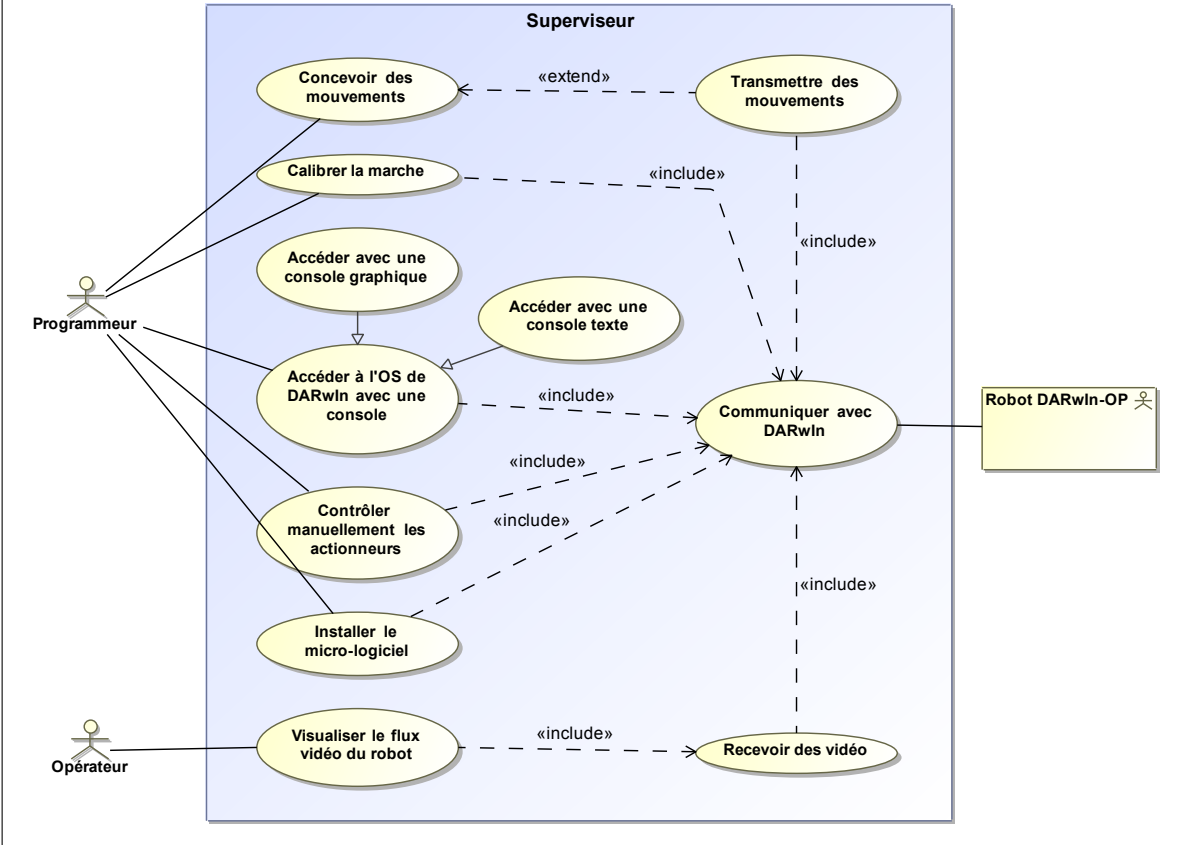 Superviseur
Concevoir des
mouvements
«extend»
Transmettre des
mouvements
Calibrer la marche
«include»
«include»
Accéder avec une
console graphique
Accéder avec une
console texte
Programmeur
Accéder à l'OS de
DARwIn avec une
console
«include»
Communiquer avec
DARwIn
Robot DARwIn-OP
«include»
Contrôler
manuellement les
actionneurs
«include»
«include»
Installer le
micro-logiciel
Opérateur
Visualiser le flux
vidéo du robot
«include»
Recevoir des vidéo